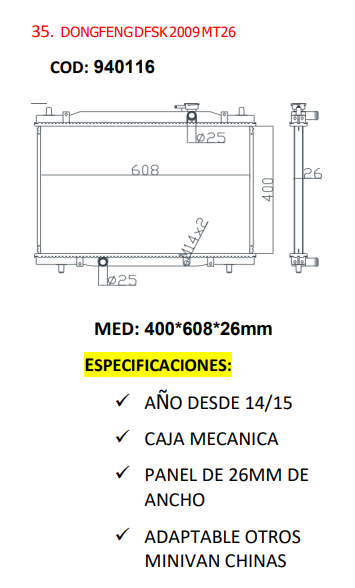 35. DONGFENG DFSK 2009 MT26
COD: 940116
Ø25
608
400
26
M14x2
Ø25
MED: 400*608*26mm
ESPECIFICACIONES:
✓ AÑO DESDE 14/15
✓ CAJA MECANICA
✓ PANEL DE 26MM DE
ANCHO
✓ ADAPTABLE OTROS
MINIVAN CHINAS